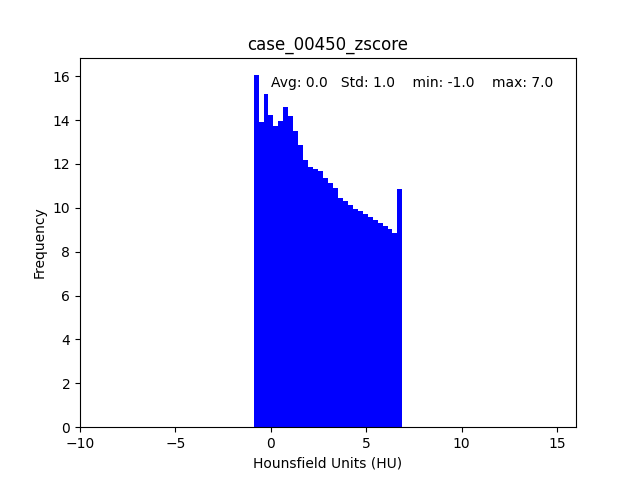 case_00450_zscore
Avg: 0.0 Std: 1.0 min: -1.0 max: 7.0
16
14
12
10
8
6
4
2
0
Frequency
−10 −5 0 5 10 15
Hounsfield Units (HU)